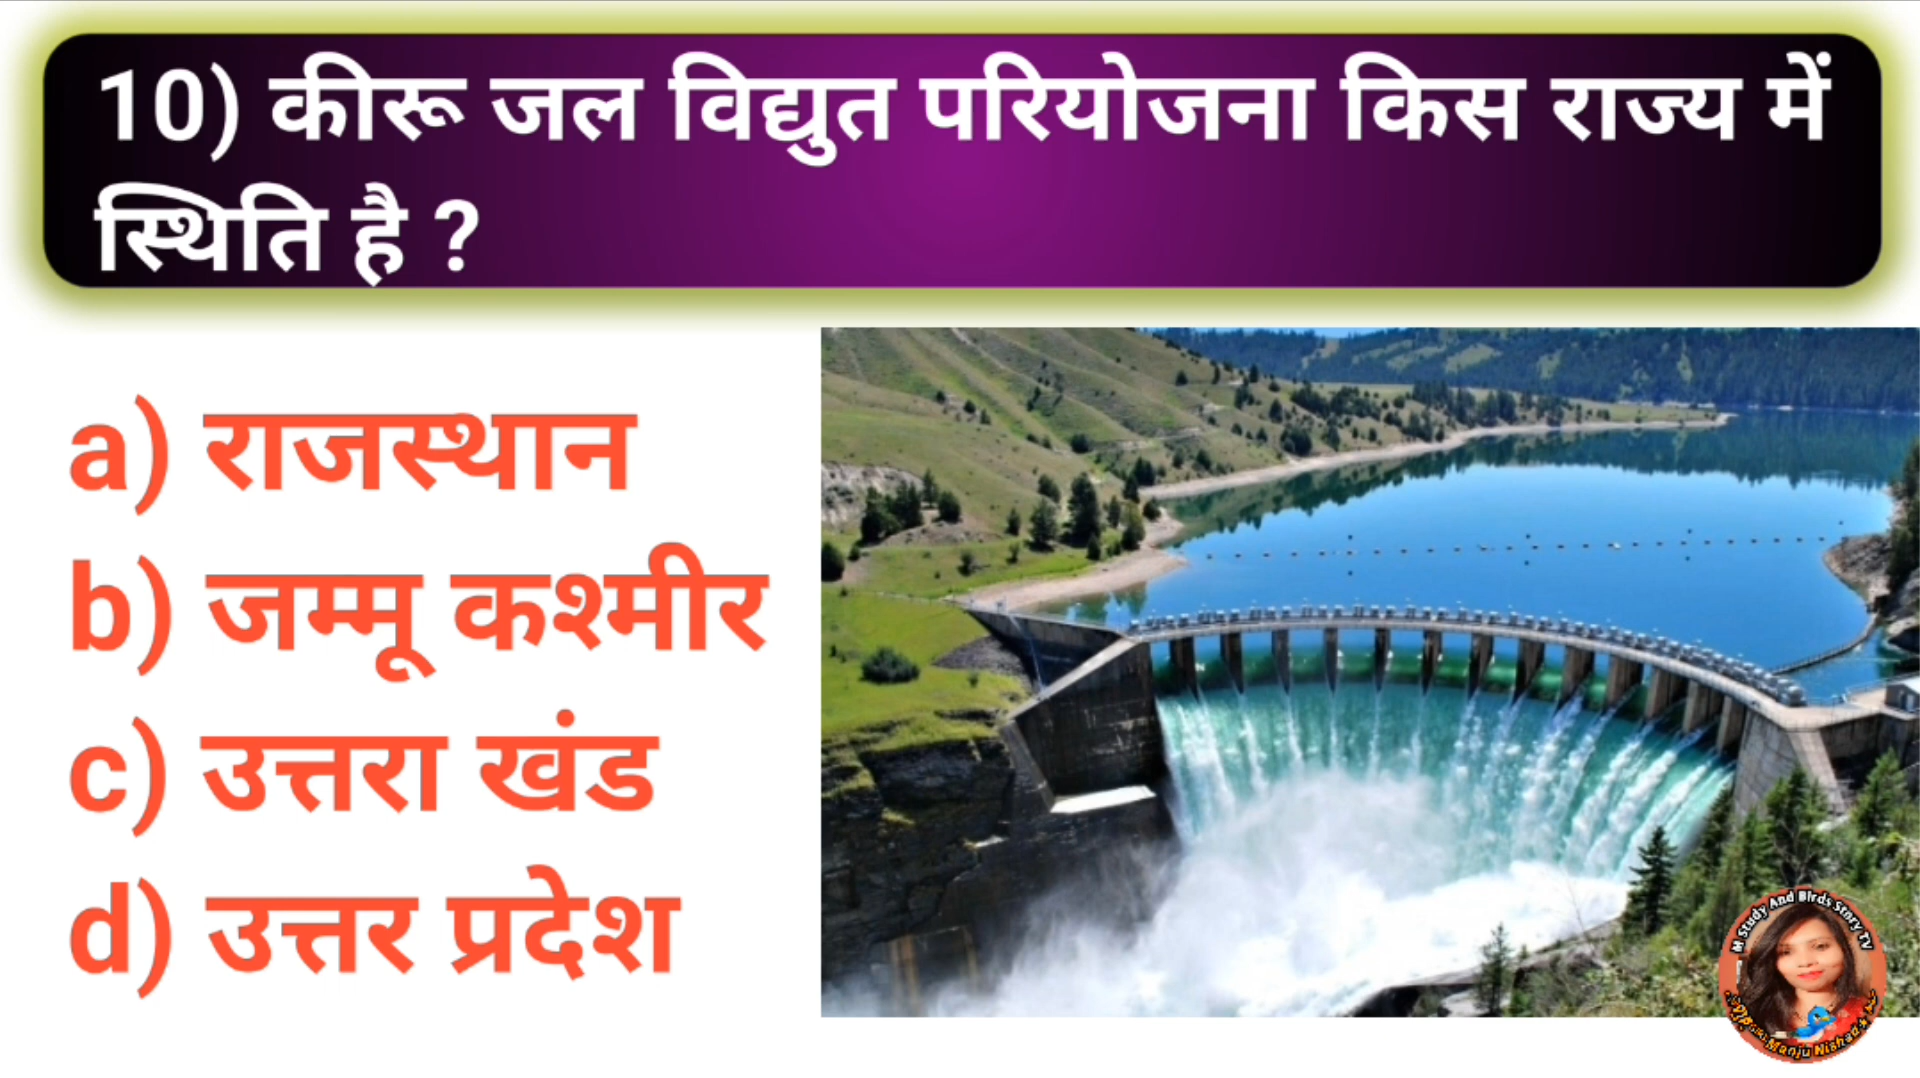 10) कीरू जल विद्युत परियोजना किस राज्य में
स्थिति है ?
a) राजस्थान
b) जम्मू कश्मीर
c) उत्तरा खंड
d) उत्तर प्रदेश
M Study And Birds Story TV
Manju Nishad